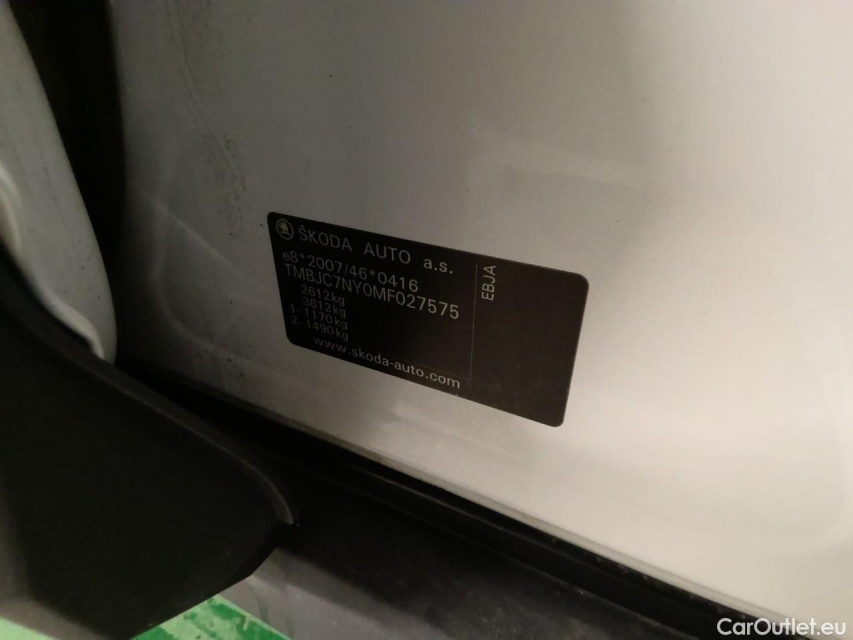 ŠKODA AUTO a.s.
e8*2007/46*0416
TMBJC7NY0MF027575
2612kg
3612kg
1- 1170kg
2- 1490kg
www.skoda-auto.com
EBJA
CarOutlet.eu